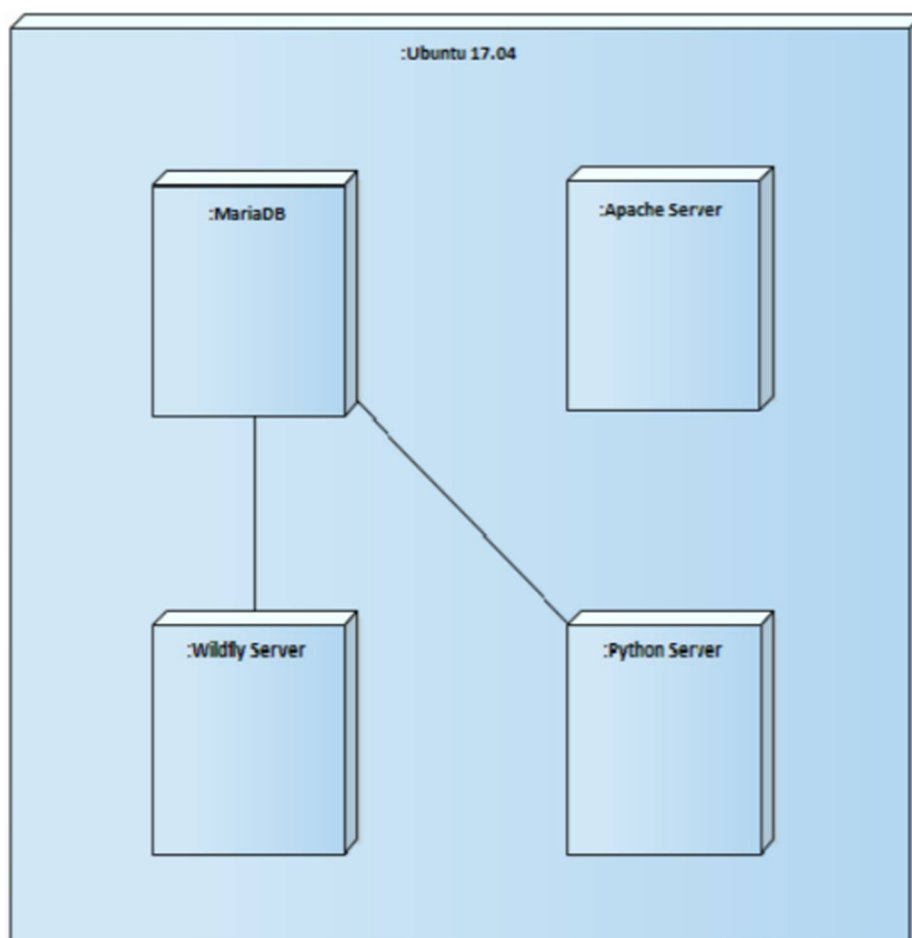 :Ubuntu 17.04
:MariaDB
:Apache Server
:Wildfly Server
:Python Server